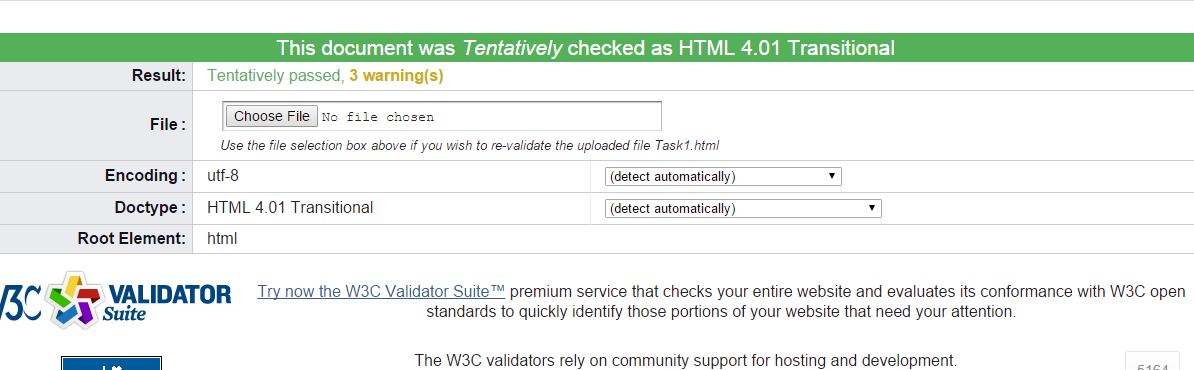 This document was Tentatively checked as HTML 4.01 Transitional
Result: Tentatively passed, 3 warning(s)
File : Choose File No file chosen
Use the file selection box above if you wish to re-validate the uploaded file Task1.html
Encoding : utf-8 (detect automatically)
Doctype : HTML 4.01 Transitional (detect automatically)
Root Element: html
W3C VALIDATOR Suite
Try now the W3C Validator Suite™ premium service that checks your entire website and evaluates its conformance with W3C open
standards to quickly identify those portions of your website that need your attention.
The W3C validators rely on community support for hosting and development.